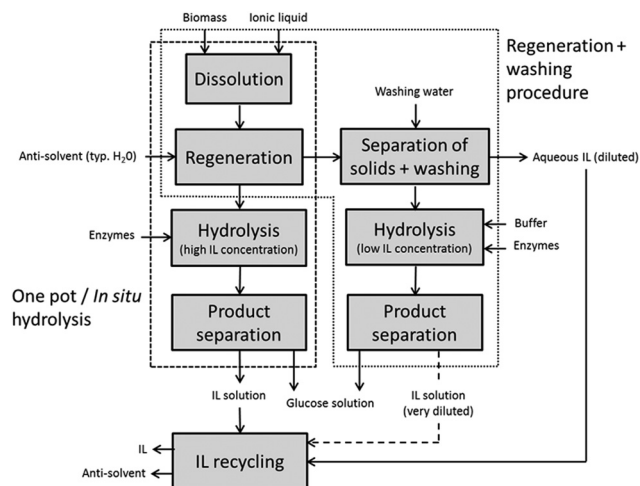 Biomass
Ionic liquid
Regeneration +
washing
procedure
Dissolution
Washing water
Anti-solvent (typ. H₂0)
Regeneration
Separation of
solids + washing
Aqueous IL (diluted)
Enzymes
Hydrolysis
(high IL concentration)
Hydrolysis
(low IL concentration)
Buffer
Enzymes
One pot / In situ
hydrolysis
Product
separation
Product
separation
IL solution
Glucose solution
IL solution
(very diluted)
IL
Anti-solvent
IL recycling